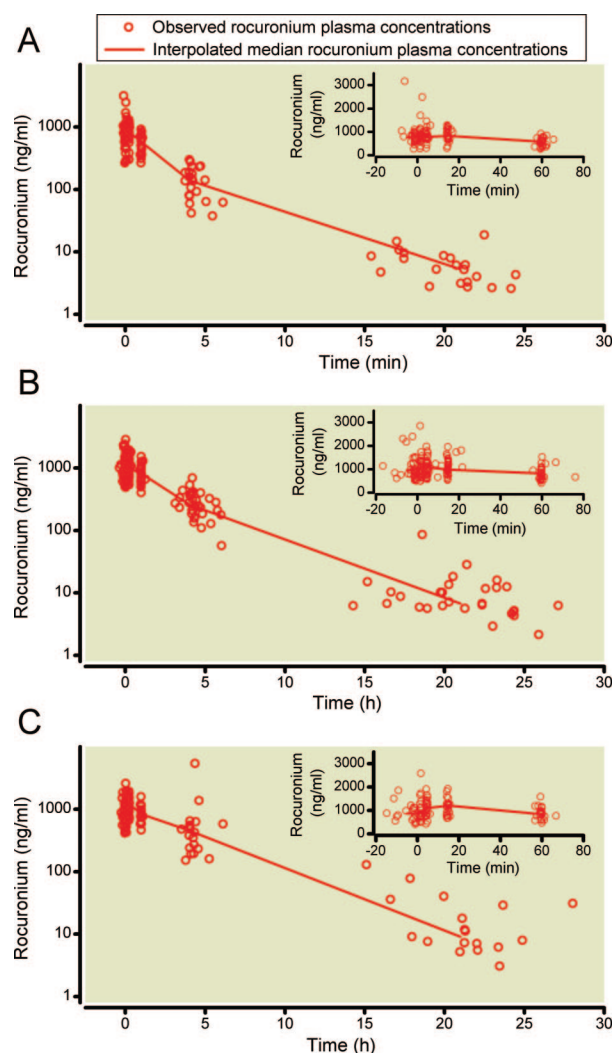 Observed rocuronium plasma concentrations
Interpolated median rocuronium plasma concentrations
A
Rocuronium (ng/ml)
1000
100
10
1
0 5 10 15 20 25 30
Time (min)
Rocuronium
(ng/ml)
3000
2000
1000
0
-20 0 20 40 60 80
Time (min)
B
Rocuronium (ng/ml)
1000
100
10
1
0 5 10 15 20 25 30
Time (h)
Rocuronium
(ng/ml)
3000
2000
1000
0
-20 0 20 40 60 80
Time (min)
C
Rocuronium (ng/ml)
1000
100
10
1
0 5 10 15 20 25 30
Time (h)
Rocuronium
(ng/ml)
3000
2000
1000
0
-20 0 20 40 60 80
Time (min)